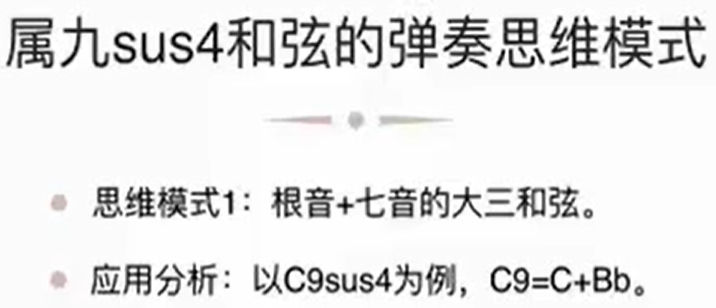 属九sus4和弦的弹奏思维模式
思维模式1：根音+七音的大三和弦。
应用分析：以C9sus4为例，C9=C+Bb。